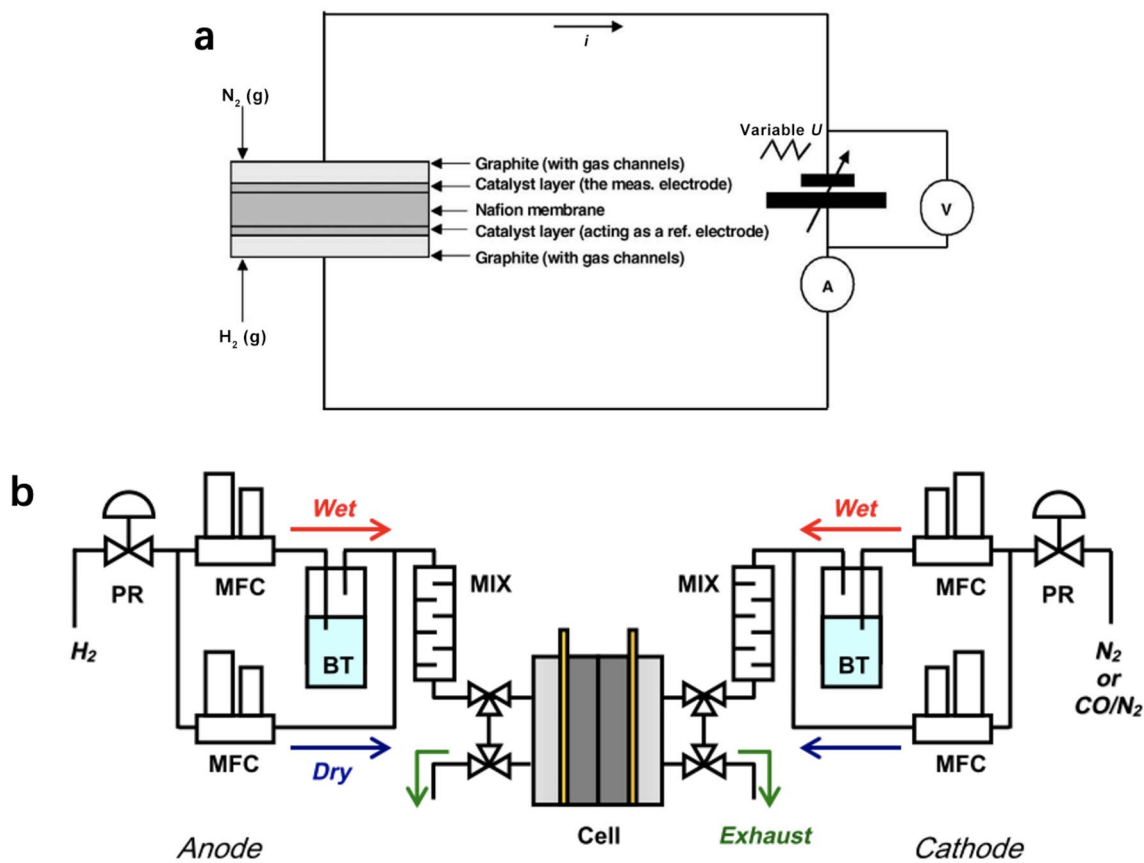 a
i
N2 (g)
Variable U
Graphite (with gas channels)
Catalyst layer (the meas. electrode)
Nafion membrane
Catalyst layer (acting as a ref. electrode)
Graphite (with gas channels)
V
A
H2 (g)
b
Wet
Wet
PR
MFC
MIX
MIX
MFC
PR
H2
BT
BT
N2
or
CO/N2
MFC
MFC
Dry
Cell
Exhaust
Anode
Cathode